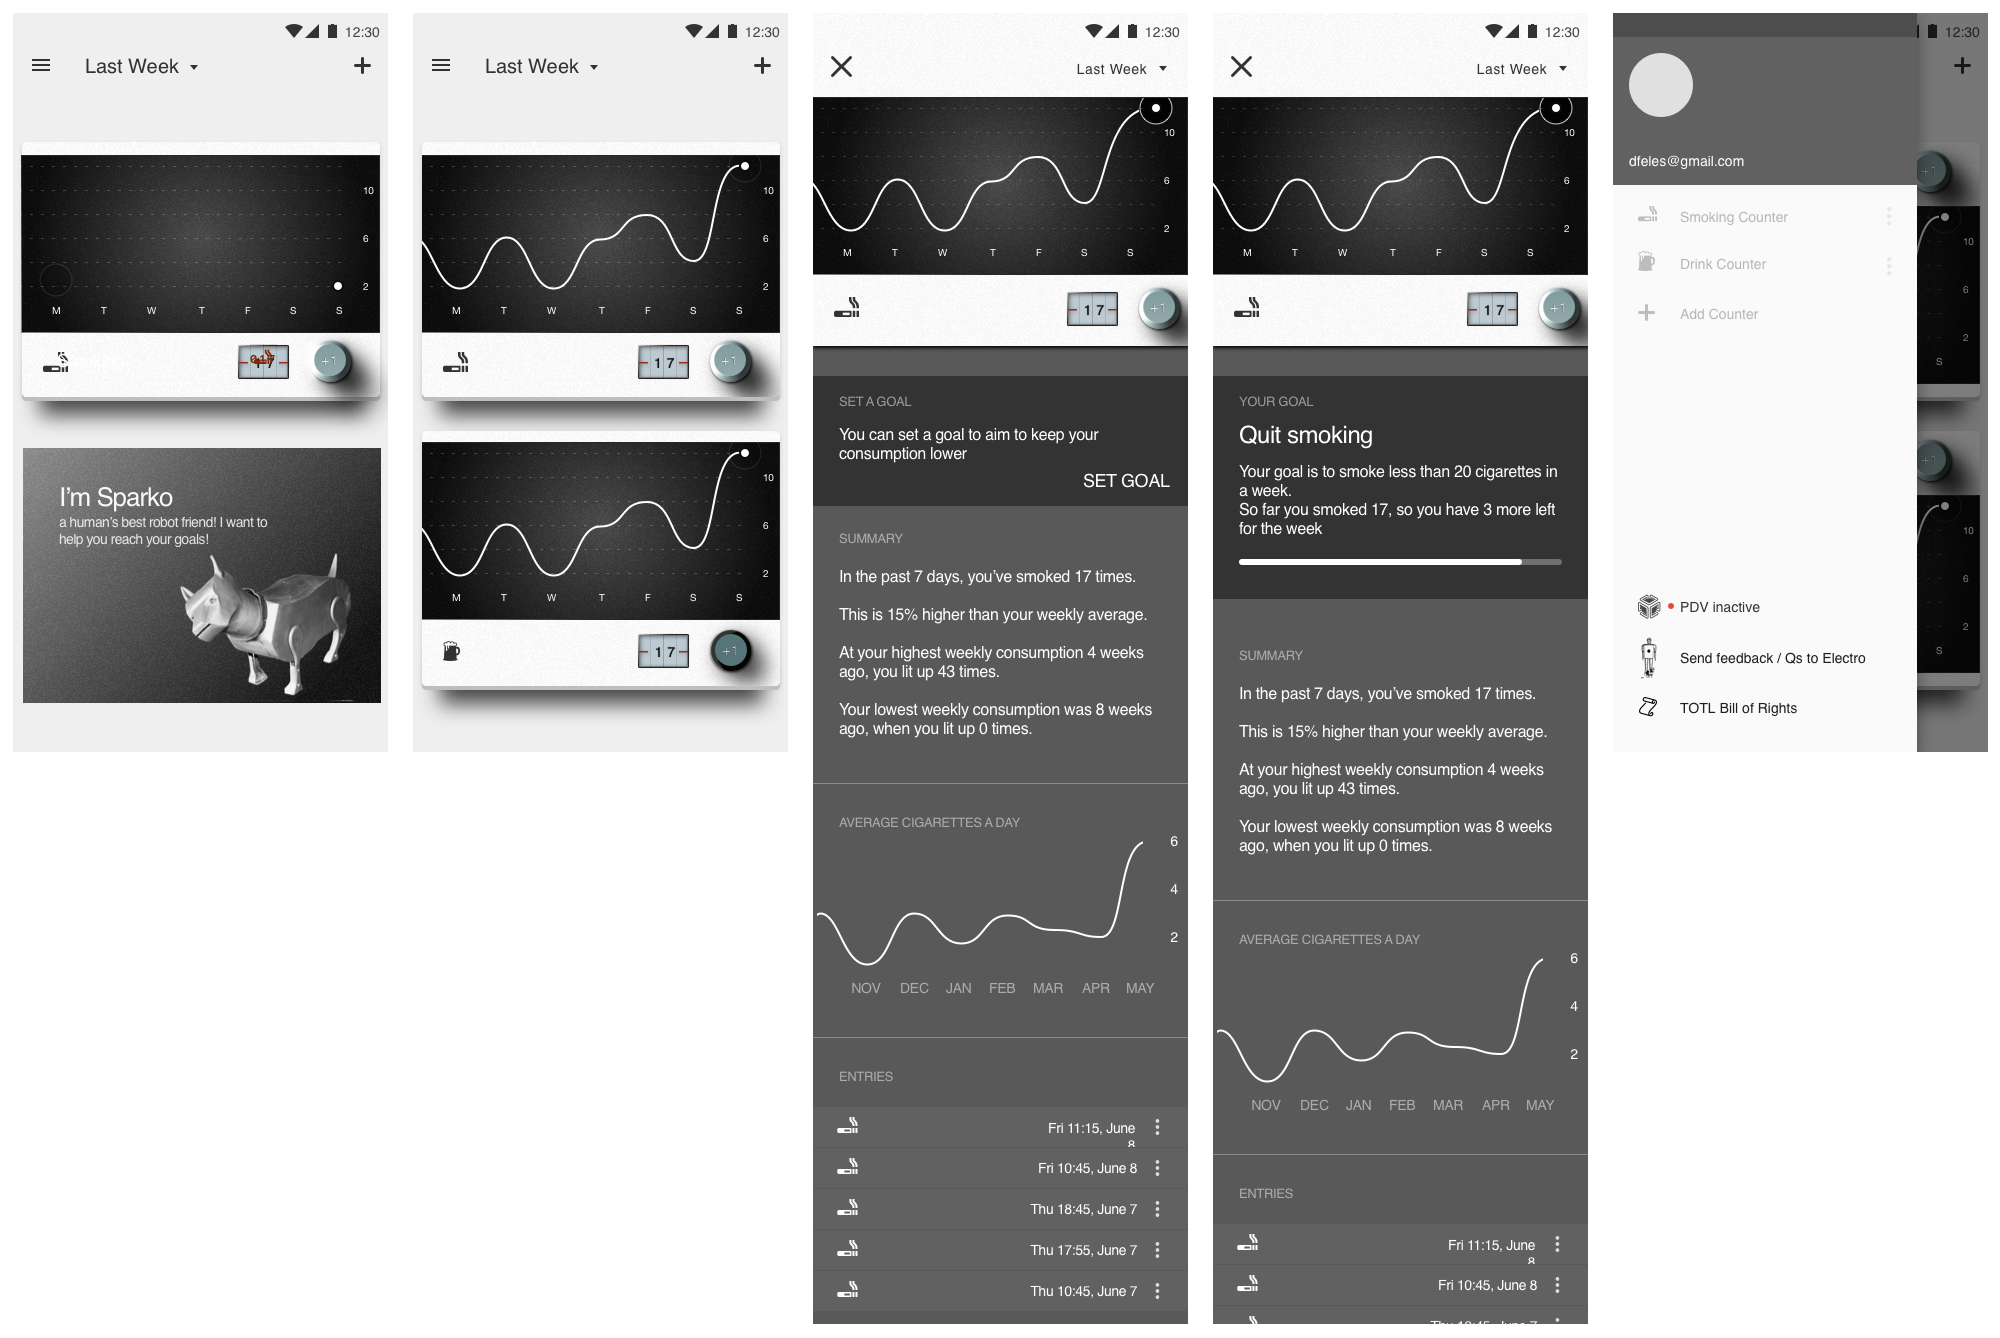 12:30
Last Week
10
6
2
M T W T F S S
+1
I'm Sparko
a human's best robot friend! I want to
help you reach your goals!
12:30
Last Week
10
6
2
M T W T F S S
1 7
+1
10
6
2
M T W T F S S
1 7
+1
12:30
Last Week
10
6
2
M T W T F S S
1 7
+1
SET A GOAL
You can set a goal to aim to keep your
consumption lower
SET GOAL
SUMMARY
In the past 7 days, you've smoked 17 times.
This is 15% higher than your weekly average.
At your highest weekly consumption 4 weeks
ago, you lit up 43 times.
Your lowest weekly consumption was 8 weeks
ago, when you lit up 0 times.
AVERAGE CIGARETTES A DAY
6
4
2
NOV DEC JAN FEB MAR APR MAY
ENTRIES
Fri 11:15, June
8
Fri 10:45, June 8
Thu 18:45, June 7
Thu 17:55, June 7
Thu 10:45, June 7
12:30
Last Week
10
6
2
M T W T F S S
1 7
+1
YOUR GOAL
Quit smoking
Your goal is to smoke less than 20 cigarettes in
a week.
So far you smoked 17, so you have 3 more left
for the week
SUMMARY
In the past 7 days, you've smoked 17 times.
This is 15% higher than your weekly average.
At your highest weekly consumption 4 weeks
ago, you lit up 43 times.
Your lowest weekly consumption was 8 weeks
ago, when you lit up 0 times.
AVERAGE CIGARETTES A DAY
6
4
2
NOV DEC JAN FEB MAR APR MAY
ENTRIES
Fri 11:15, June
8
Fri 10:45, June 8
Thu 18:45, June 7
12:30
dfeles@gmail.com
Smoking Counter
Drink Counter
Add Counter
PDV inactive
Send feedback / Qs to Electro
TOTL Bill of Rights
+1
10
6
2
S
+1
10
6
2
S